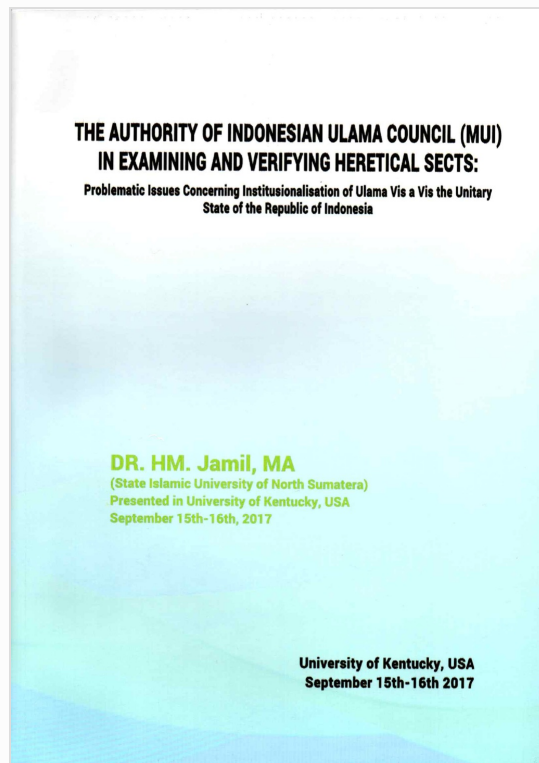 THE AUTHORITY OF INDONESIAN ULAMA COUNCIL (MUI)
IN EXAMINING AND VERIFYING HERETICAL SECTS:
Problematic Issues Concerning Institusionalisation of Ulama Vis a Vis the Unitary
State of the Republic of Indonesia
DR. HM. Jamil, MA
(State Islamic University of North Sumatera)
Presented in University of Kentucky, USA
September 15th-16th, 2017
University of Kentucky, USA
September 15th-16th 2017